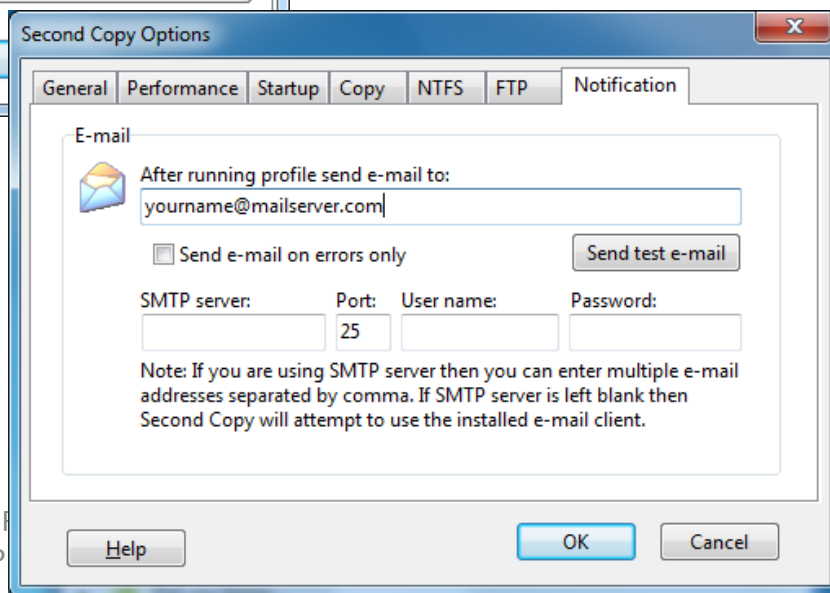 Second Copy Options
General Performance Startup Copy NTFS FTP Notification
E-mail
After running profile send e-mail to:
yourname@mailserver.com
Send e-mail on errors only
Send test e-mail
SMTP server: Port: User name: Password:
25
Note: If you are using SMTP server then you can enter multiple e-mail
addresses separated by comma. If SMTP server is left blank then
Second Copy will attempt to use the installed e-mail client.
Help OK Cancel